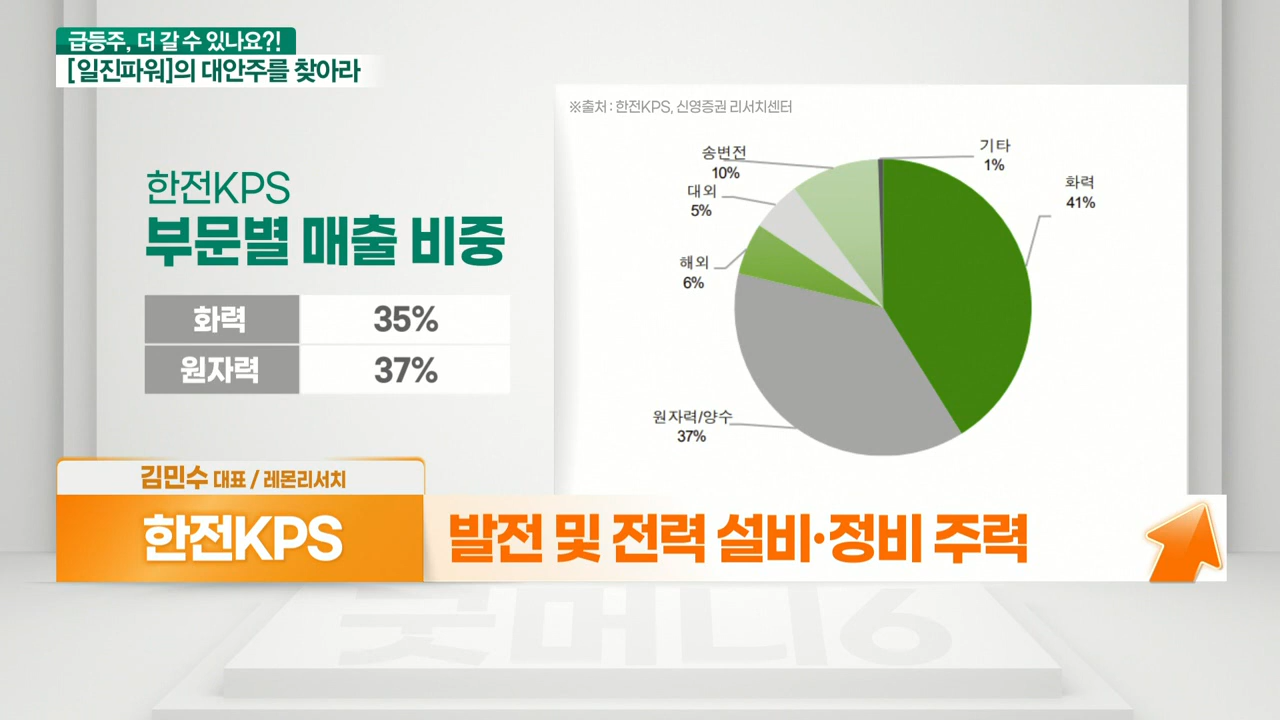 급등주, 더 갈 수 있나요?!
[일진파워]의 대안주를 찾아라
※출처 : 한전KPS, 신영증권 리서치센터
한전KPS
부문별 매출 비중
화력 35%
원자력 37%
기타
1%
화력
41%
송변전
10%
대외
5%
해외
6%
원자력/양수
37%
김민수 대표 / 레몬리서치
한전KPS
발전 및 전력 설비·정비 주력
굿머니6